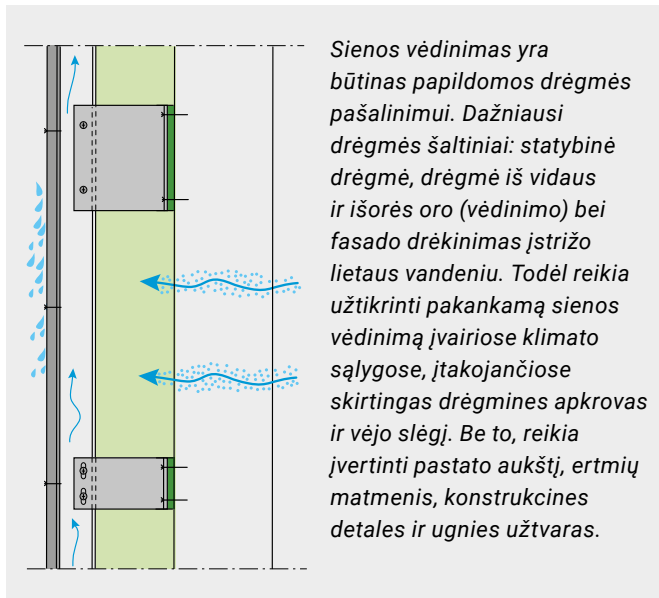 Sienos vėdinimas yra
būtinas papildomos drėgmės
pašalinimui. Dažniausi
drėgmės šaltiniai: statybinė
drėgmė, drėgmė iš vidaus
ir išorės oro (vėdinimo) bei
fasado drėkinimas įstrižo
lietaus vandeniu. Todėl reikia
užtikrinti pakankamą sienos
vėdinimą įvairiose klimato
sąlygose, įtakojančiose
skirtingas drėgmines apkrovas
ir vėjo slėgį. Be to, reikia
įvertinti pastato aukštį, ertmių
matmenis, konstrukcines
detales ir ugnies užtvaras.